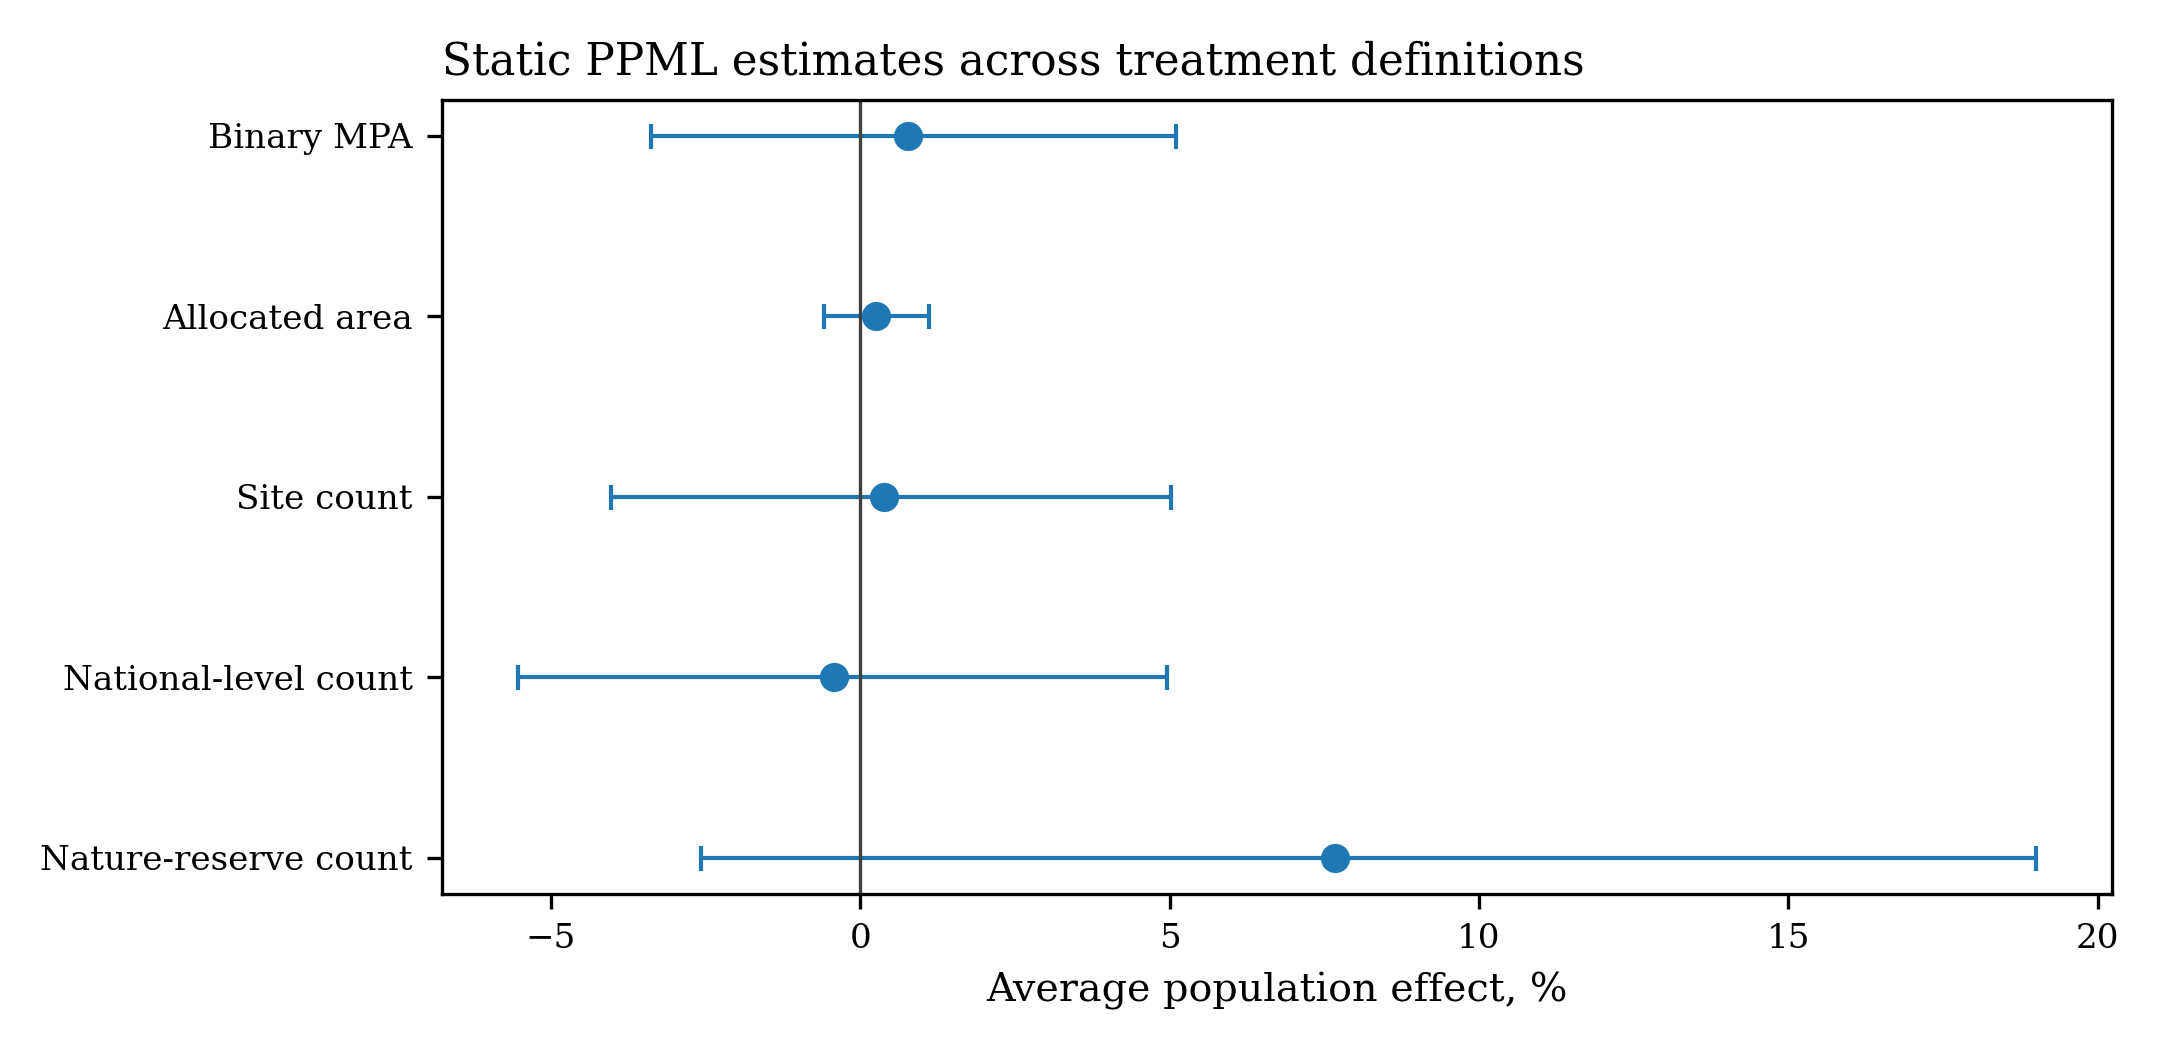 Static PPML estimates across treatment definitions
Binary MPA
Allocated area
Site count
National-level count
Nature-reserve count
−5 0 5 10 15 20
Average population effect, %